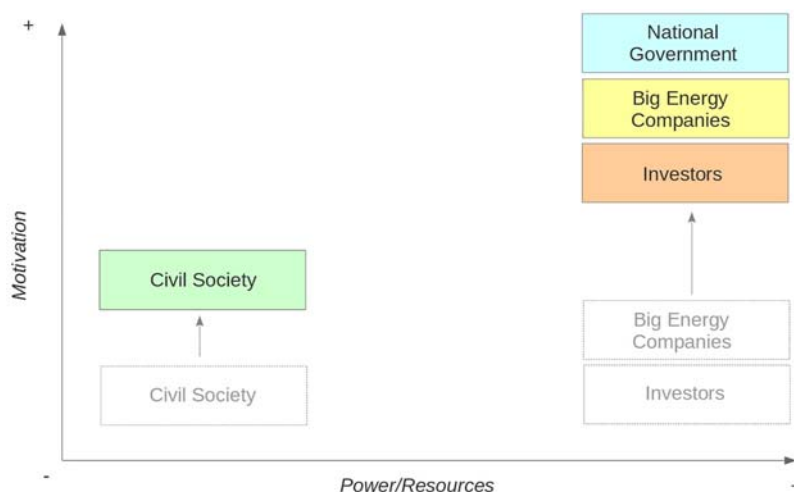 +
National
Government
Big Energy
Companies
Investors
Motivation
Civil Society
Big Energy
Companies
Civil Society
Investors
-
Power/Resources